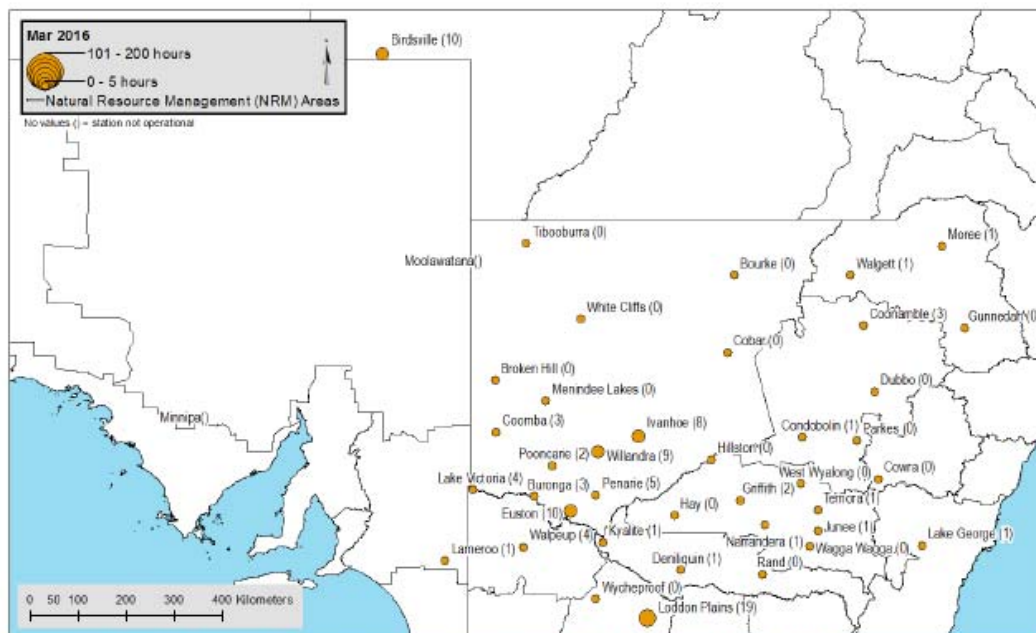 Mar 2016
101 - 200 hours
0 - 5 hours
Natural Resource Management (NRM) Areas
No values () = station not operational
Birdsville (10)
Tibooburra (0)
Moolawatana()
Moree (1)
Bourke (0)
Walgett (1)
White Cliffs (0)
Coonamble (3)
Gunnedah (0)
Cobar (0)
Broken Hill (0)
Dubbo (0)
Menindee Lakes (0)
Minnipa()
Coomba (3)
Ivanhoe (8)
Condobolin (1)
Parkes (0)
Pooncarie (2)
Willandra (9)
Hillston (0)
West Wyalong (0)
Cowra (0)
Lake Victoria (4)
Buronga (3)
Penarie (5)
Griffith (2)
Temora (1)
Euston (10)
Hay (0)
Walpeup (4)
Kyalite (1)
Narrandera (1)
Junee (1)
Lake George (1)
Lameroo (1)
Deniliquin (1)
Rand (0)
Wagga Wagga (0)
Wycheproof (0)
Loddon Plains (19)
0 50 100 200 300 400 Kilometers